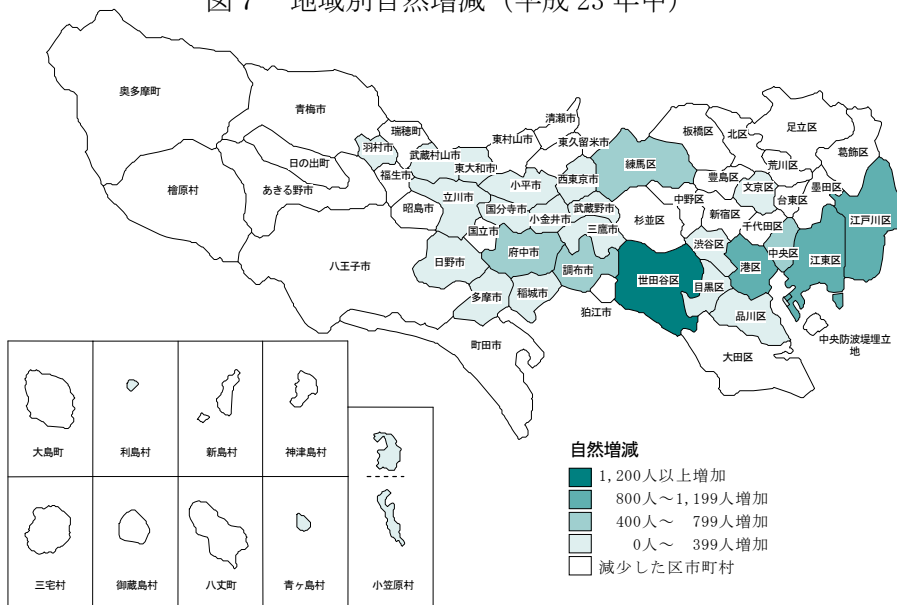 図7 地域別自然増減（平成23年中）
奥多摩町
青梅市
瑞穂町
羽村市
福生市
日の出町
あきる野市
檜原村
八王子市
昭島市
武蔵村山市
東大和市
東村山市
清瀬市
東久留米市
立川市
小平市
西東京市
国分寺市
小金井市
武蔵野市
国立市
三鷹市
日野市
府中市
調布市
多摩市
稲城市
狛江市
町田市
練馬区
板橋区
北区
足立区
葛飾区
荒川区
豊島区
文京区
台東区
墨田区
中野区
新宿区
杉並区
千代田区
江戸川区
渋谷区
中央区
江東区
港区
世田谷区
目黒区
品川区
大田区
中央防波堤埋立
地
大島町
利島村
新島村
神津島村
三宅村
御蔵島村
八丈町
青ヶ島村
小笠原村
自然増減
1,200人以上増加
800人～1,199人増加
400人～ 799人増加
0人～ 399人増加
減少した区市町村